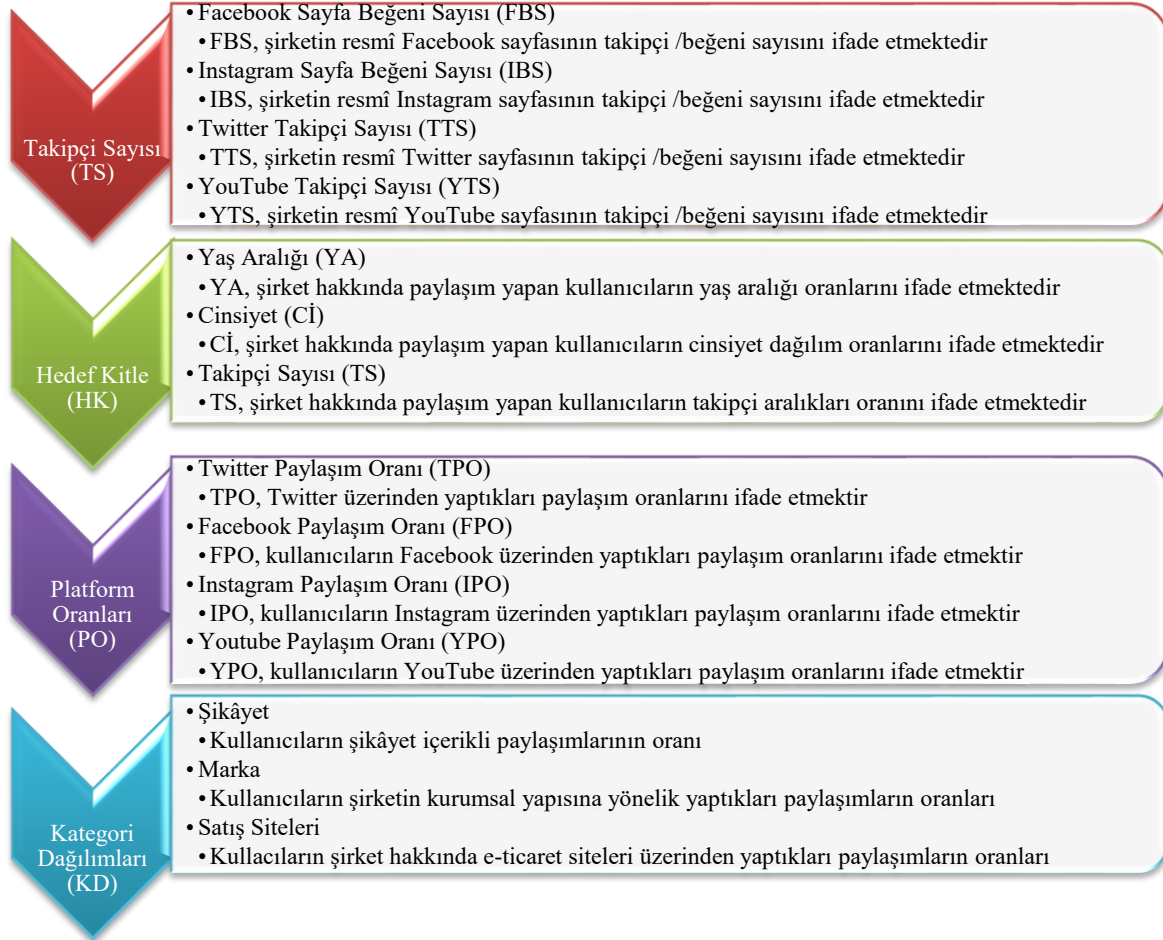 Takipçi Sayısı
(TS)
• Facebook Sayfa Beğeni Sayısı (FBS)
• FBS, şirketin resmî Facebook sayfasının takipçi /beğeni sayısını ifade etmektedir
• Instagram Sayfa Beğeni Sayısı (IBS)
• IBS, şirketin resmî Instagram sayfasının takipçi /beğeni sayısını ifade etmektedir
• Twitter Takipçi Sayısı (TTS)
• TTS, şirketin resmî Twitter sayfasının takipçi /beğeni sayısını ifade etmektedir
• YouTube Takipçi Sayısı (YTS)
• YTS, şirketin resmî YouTube sayfasının takipçi /beğeni sayısını ifade etmektedir
Hedef Kitle
(HK)
• Yaş Aralığı (YA)
• YA, şirket hakkında paylaşım yapan kullanıcıların yaş aralığı oranlarını ifade etmektedir
• Cinsiyet (Cİ)
• Cİ, şirket hakkında paylaşım yapan kullanıcıların cinsiyet dağılım oranlarını ifade etmektedir
• Takipçi Sayısı (TS)
• TS, şirket hakkında paylaşım yapan kullanıcıların takipçi aralıkları oranını ifade etmektedir
Platform
Oranları
(PO)
• Twitter Paylaşım Oranı (TPO)
• TPO, Twitter üzerinden yaptıkları paylaşım oranlarını ifade etmektir
• Facebook Paylaşım Oranı (FPO)
• FPO, kullanıcıların Facebook üzerinden yaptıkları paylaşım oranlarını ifade etmektir
• Instagram Paylaşım Oranı (IPO)
• IPO, kullanıcıların Instagram üzerinden yaptıkları paylaşım oranlarını ifade etmektir
• Youtube Paylaşım Oranı (YPO)
• YPO, kullanıcıların YouTube üzerinden yaptıkları paylaşım oranlarını ifade etmektir
Kategori
Dağılımları
(KD)
• Şikâyet
• Kullanıcıların şikâyet içerikli paylaşımlarının oranı
• Marka
• Kullanıcıların şirketin kurumsal yapısına yönelik yaptıkları paylaşımların oranları
• Satış Siteleri
• Kullacıların şirket hakkında e-ticaret siteleri üzerinden yaptıkları paylaşımların oranları